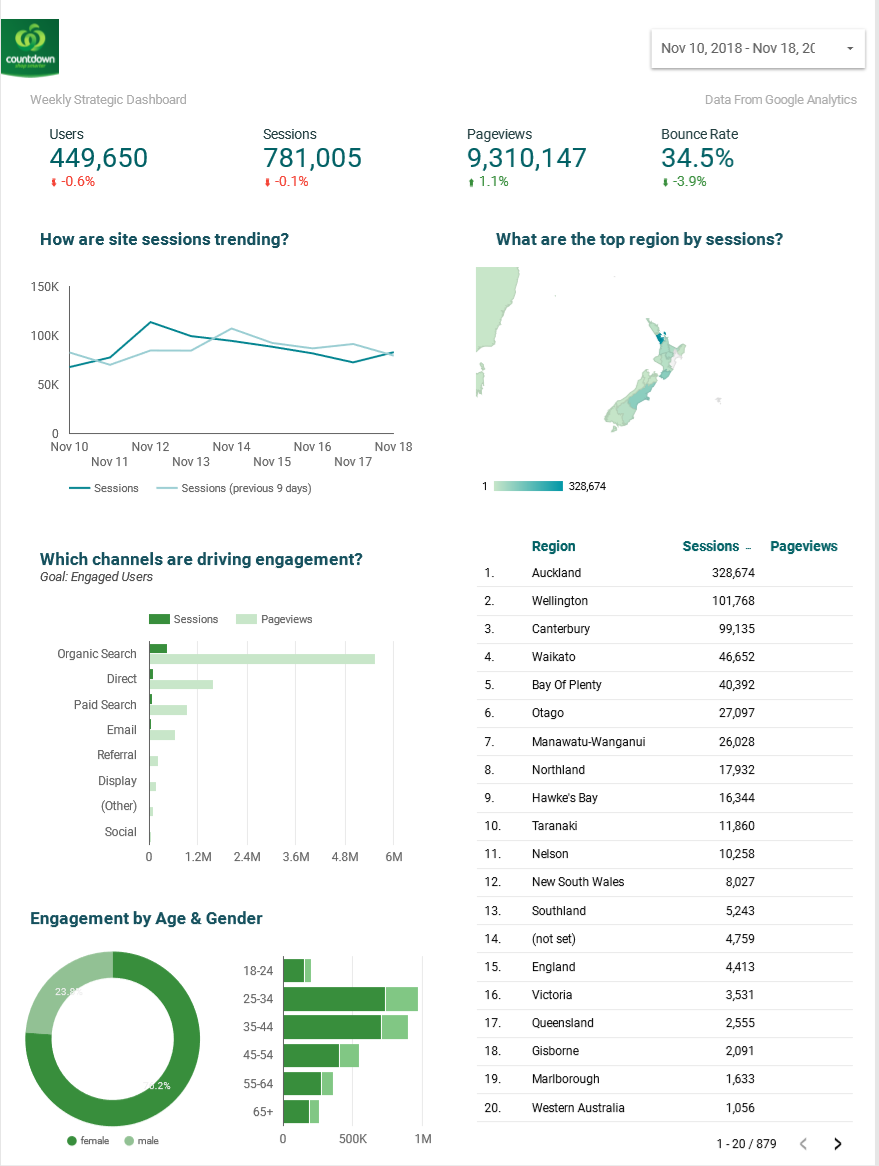 countdown
shop smarter
Nov 10, 2018 - Nov 18, 20
Weekly Strategic Dashboard
Data From Google Analytics
Users
449,650
-0.6%
Sessions
781,005
-0.1%
Pageviews
9,310,147
1.1%
Bounce Rate
34.5%
-3.9%
How are site sessions trending?
150K
100K
50K
0
Nov 10
Nov 11
Nov 12
Nov 13
Nov 14
Nov 15
Nov 16
Nov 17
Nov 18
Sessions
Sessions (previous 9 days)
What are the top region by sessions?
1
328,674
Which channels are driving engagement?
Goal: Engaged Users
Sessions
Pageviews
Organic Search
Direct
Paid Search
Email
Referral
Display
(Other)
Social
0 1.2M 2.4M 3.6M 4.8M 6M
Engagement by Age & Gender
23.8
.2%
female
male
18-24
25-34
35-44
45-54
55-64
65+
0 500K 1M
Region Sessions Pageviews
1. Auckland 328,674
2. Wellington 101,768
3. Canterbury 99,135
4. Waikato 46,652
5. Bay Of Plenty 40,392
6. Otago 27,097
7. Manawatu-Wanganui 26,028
8. Northland 17,932
9. Hawke's Bay 16,344
10. Taranaki 11,860
11. Nelson 10,258
12. New South Wales 8,027
13. Southland 5,243
14. (not set) 4,759
15. England 4,413
16. Victoria 3,531
17. Queensland 2,555
18. Gisborne 2,091
19. Marlborough 1,633
20. Western Australia 1,056
1 - 20 / 879